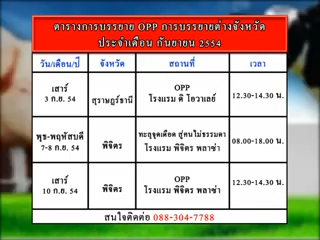 ตารางการบรรยาย OPP การบรรยายต่างจังหวัด
ประจำเดือน กันยายน 2554
วัน/เดือน/ปี จังหวัด สถานที่ เวลา
เสาร์
3 ก.ย. 54
สุราษฎร์ธานี
OPP
โรงแรม ดิ โอวาเลย์
12.30-14.30 น.
พุธ-พฤหัสบดี
7-8 ก.ย. 54
พิจิตร
ทะลุจุดเดือด สู่คนไม่ธรรมดา
โรงแรม พิจิตร พลาซ่า
08.00-18.00 น.
เสาร์
10 ก.ย. 54
พิจิตร
OPP
โรงแรม พิจิตร พลาซ่า
12.30-14.30 น.
สนใจติดต่อ 088-304-7788